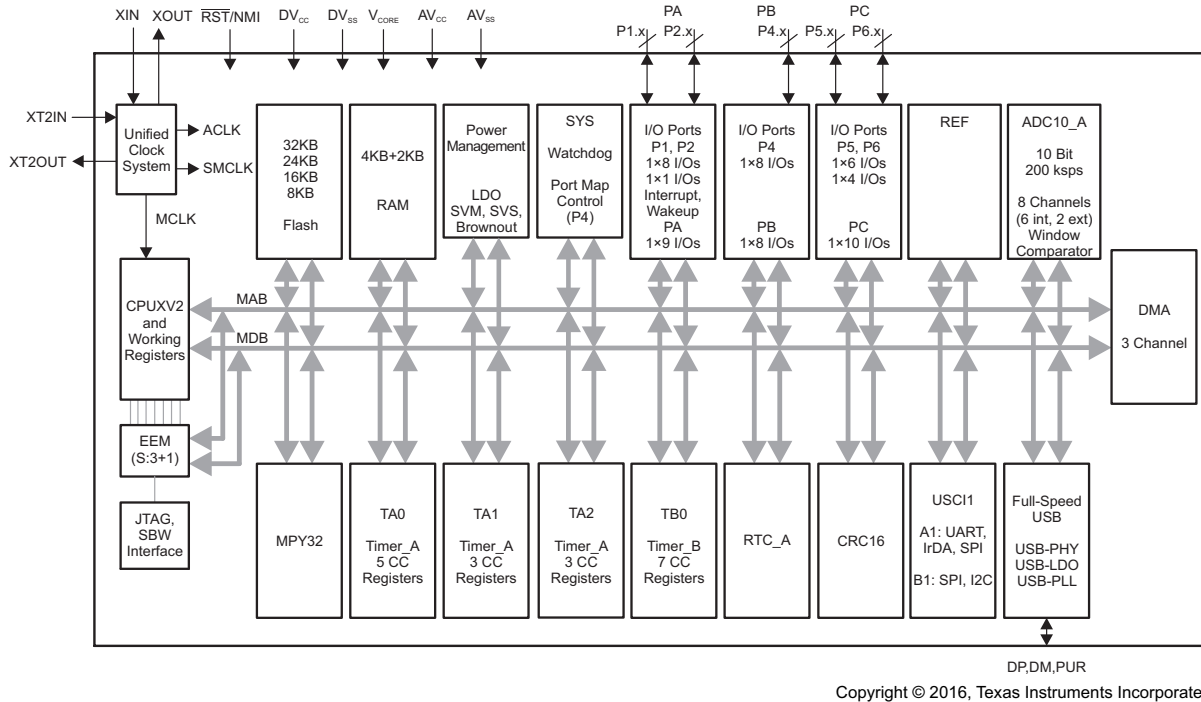 XIN
XOUT
RST/NMI
DVCC
DVSS
VCORE
AVCC
AVSS
PA
P1.x
P2.x
PB
P4.x
PC
P5.x
P6.x
XT2IN
XT2OUT
Unified
Clock
System
ACLK
SMCLK
MCLK
32KB
24KB
16KB
8KB
Flash
4KB+2KB
RAM
Power
Management
LDO
SVM, SVS,
Brownout
SYS
Watchdog
Port Map
Control
(P4)
I/O Ports
P1, P2
1×8 I/Os
1×1 I/Os
Interrupt,
Wakeup
PA
1×9 I/Os
I/O Ports
P4
1×8 I/Os
PB
1×8 I/Os
I/O Ports
P5, P6
1×6 I/Os
1×4 I/Os
PC
1×10 I/Os
REF
ADC10_A
10 Bit
200 ksps
8 Channels
(6 int, 2 ext)
Window
Comparator
CPUXV2
and
Working
Registers
MAB
MDB
DMA
3 Channel
EEM
(S:3+1)
JTAG,
SBW
Interface
MPY32
TA0
Timer_A
5 CC
Registers
TA1
Timer_A
3 CC
Registers
TA2
Timer_A
3 CC
Registers
TB0
Timer_B
7 CC
Registers
RTC_A
CRC16
USCI1
A1: UART,
IrDA, SPI
B1: SPI, I2C
Full-Speed
USB
USB-PHY
USB-LDO
USB-PLL
DP,DM,PUR
Copyright © 2016, Texas Instruments Incorporate